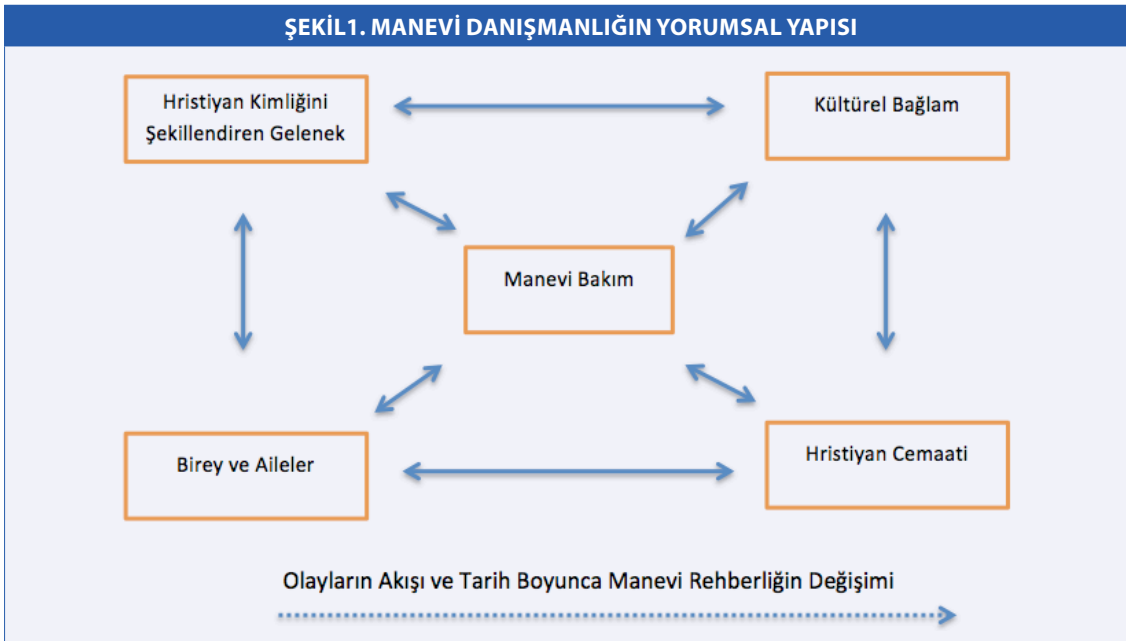 ŞEKİL1. MANEVİ DANIŞMANLIĞIN YORUMSAL YAPISI
Hristiyan Kimliğini
Şekillendiren Gelenek
Kültürel Bağlam
Manevi Bakım
Birey ve Aileler
Hristiyan Cemaati
Olayların Akışı ve Tarih Boyunca Manevi Rehberliğin Değişimi